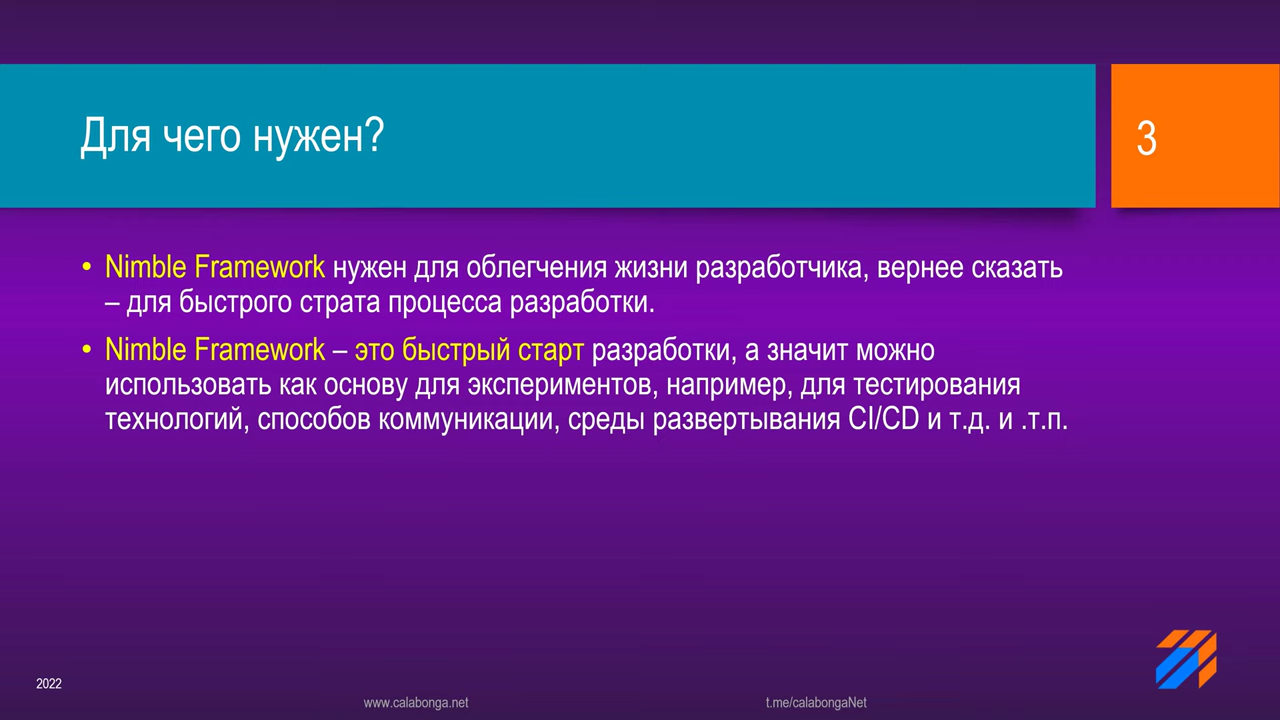 Для чего нужен?
3
• Nimble Framework нужен для облегчения жизни разработчика, вернее сказать
– для быстрого страта процесса разработки.
• Nimble Framework – это быстрый старт разработки, а значит можно
использовать как основу для экспериментов, например, для тестирования
технологий, способов коммуникации, среды развертывания CI/CD и т.д. и .т.п.
2022
www.calabonga.net
t.me/calabongaNet